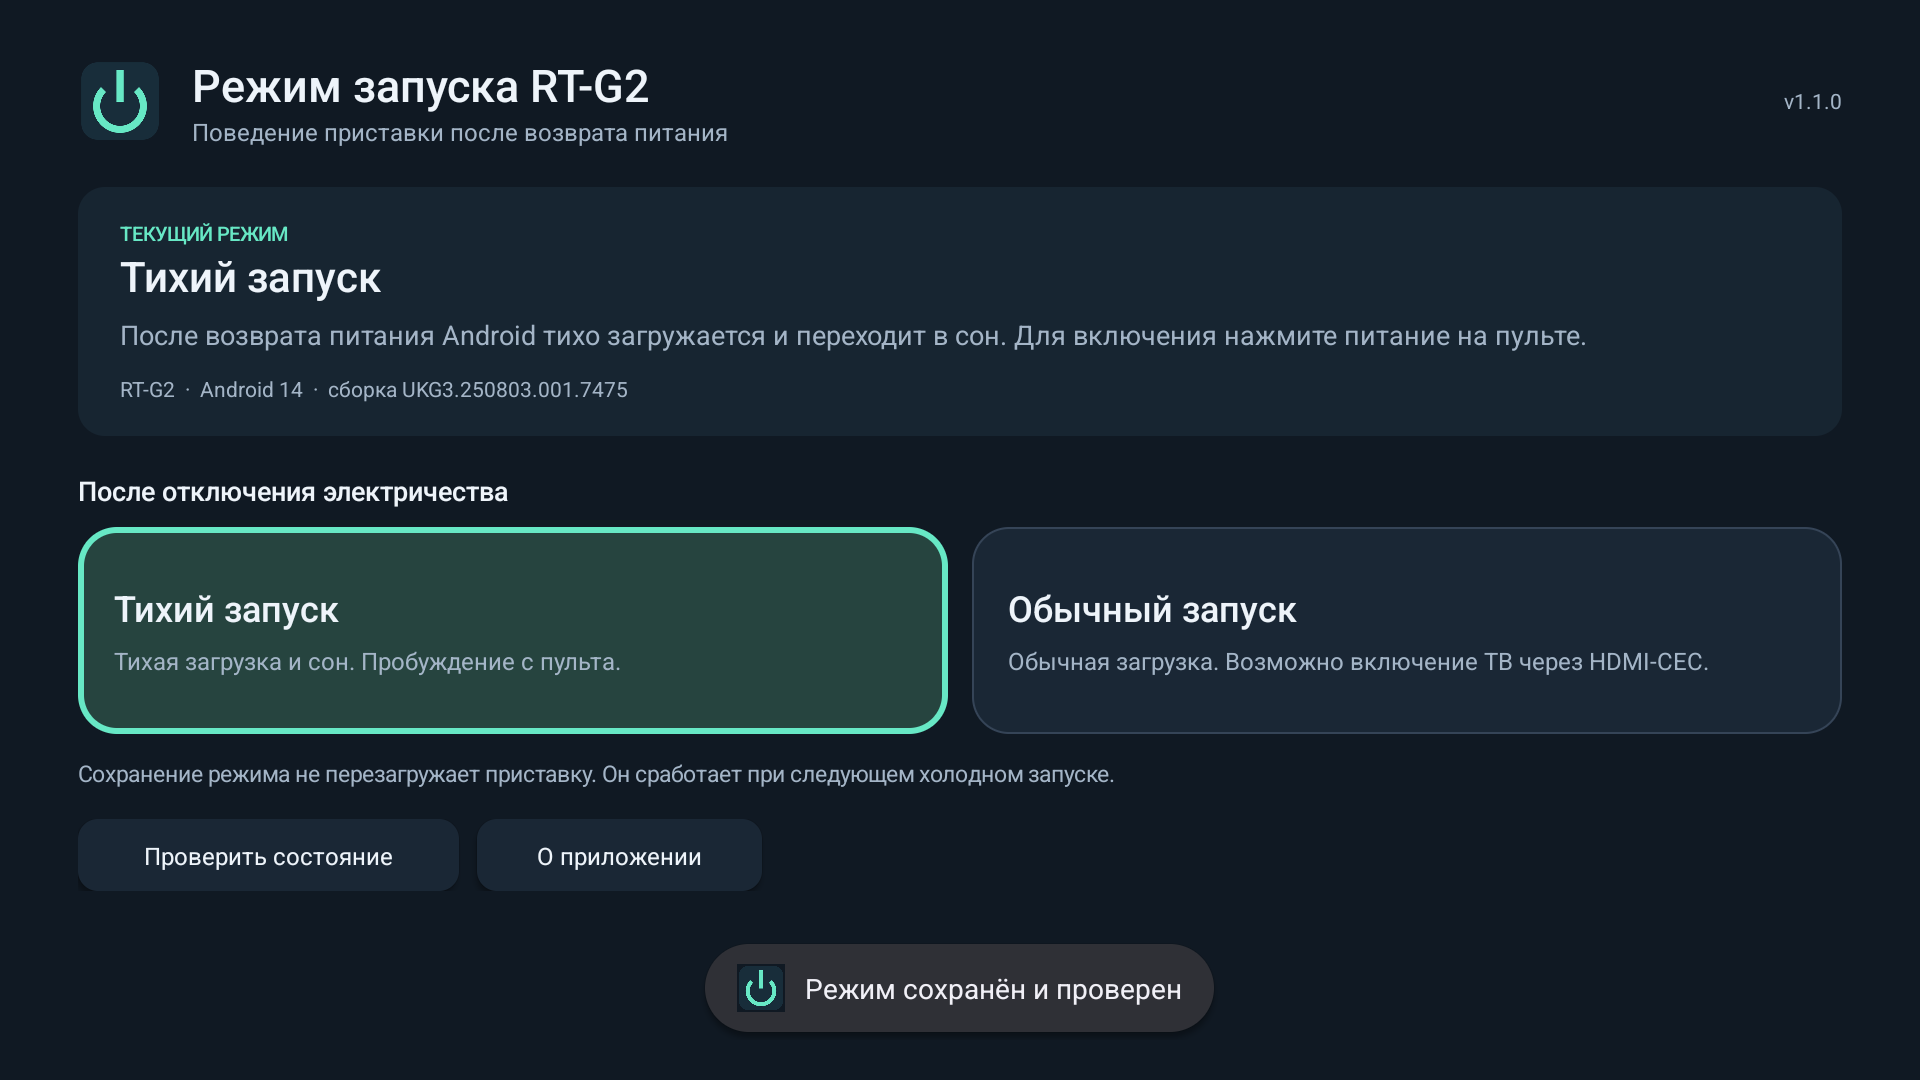 Режим запуска RT-G2
Поведение приставки после возврата питания
v1.1.0
ТЕКУЩИЙ РЕЖИМ
Тихий запуск
После возврата питания Android тихо загружается и переходит в сон. Для включения нажмите питание на пульте.
RT-G2 · Android 14 · сборка UKG3.250803.001.7475
После отключения электричества
Тихий запуск
Тихая загрузка и сон. Пробуждение с пульта.
Обычный запуск
Обычная загрузка. Возможно включение ТВ через HDMI-CEC.
Сохранение режима не перезагружает приставку. Он сработает при следующем холодном запуске.
Проверить состояние
О приложении
Режим сохранён и проверен